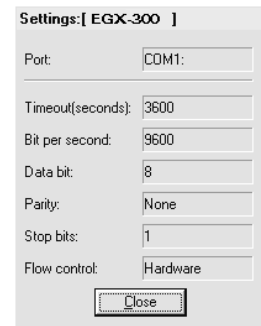 Settings:[ EGX-300 ]
Port: COM1:
Timeout(seconds): 3600
Bit per second: 9600
Data bit: 8
Parity: None
Stop bits: 1
Flow control: Hardware
Close